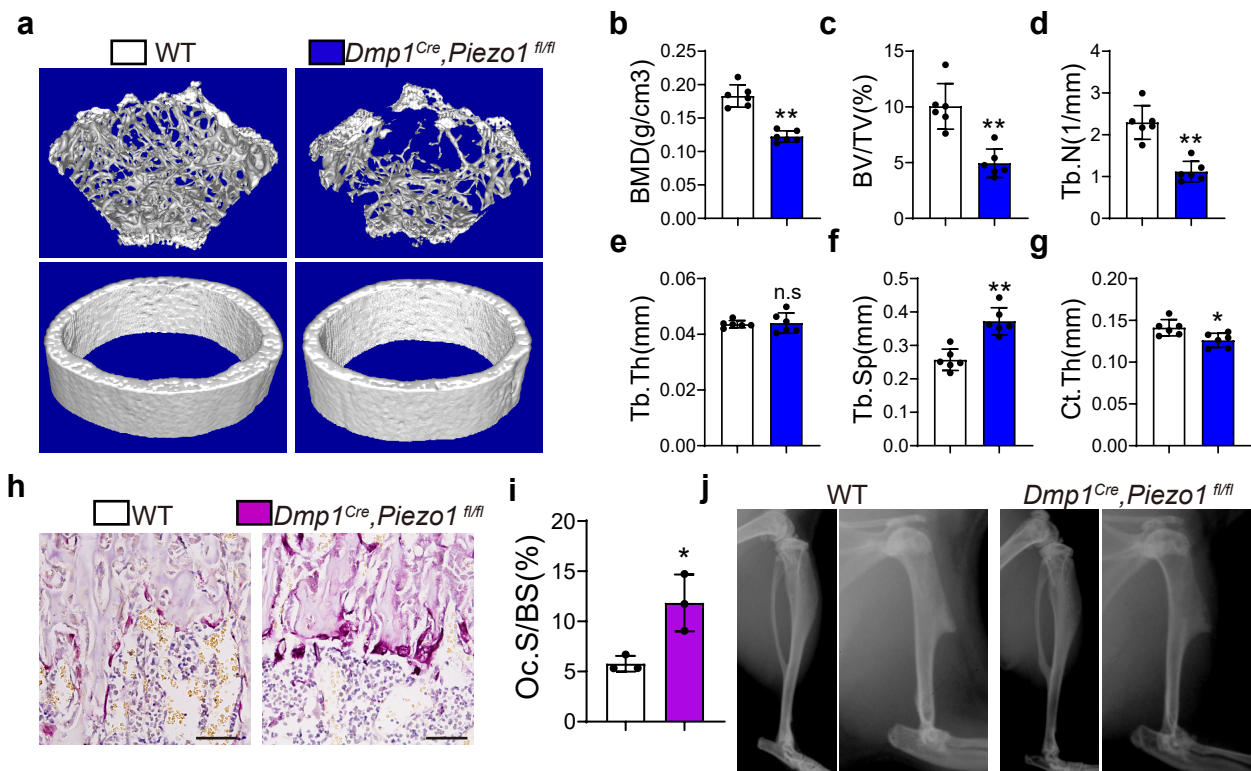 a
WT
Dmp1Cre,Piezo1 fl/fl
b
BMD(g/cm3)
0.25
0.20
0.15
0.10
0.05
0.00
**
c
BV/TV(%)
15
10
5
0
**
d
Tb.N(1/mm)
4
3
2
1
0
**
e
Tb.Th(mm)
0.06
0.04
0.02
0.00
n.s
f
Tb.Sp(mm)
0.5
0.4
0.3
0.2
0.1
0.0
**
g
Ct.Th(mm)
0.20
0.15
0.10
0.05
0.00
*
h
WT
Dmp1Cre,Piezo1 fl/fl
i
Oc.S/BS(%)
20
15
10
5
0
*
j
WT
Dmp1Cre,Piezo1 fl/fl